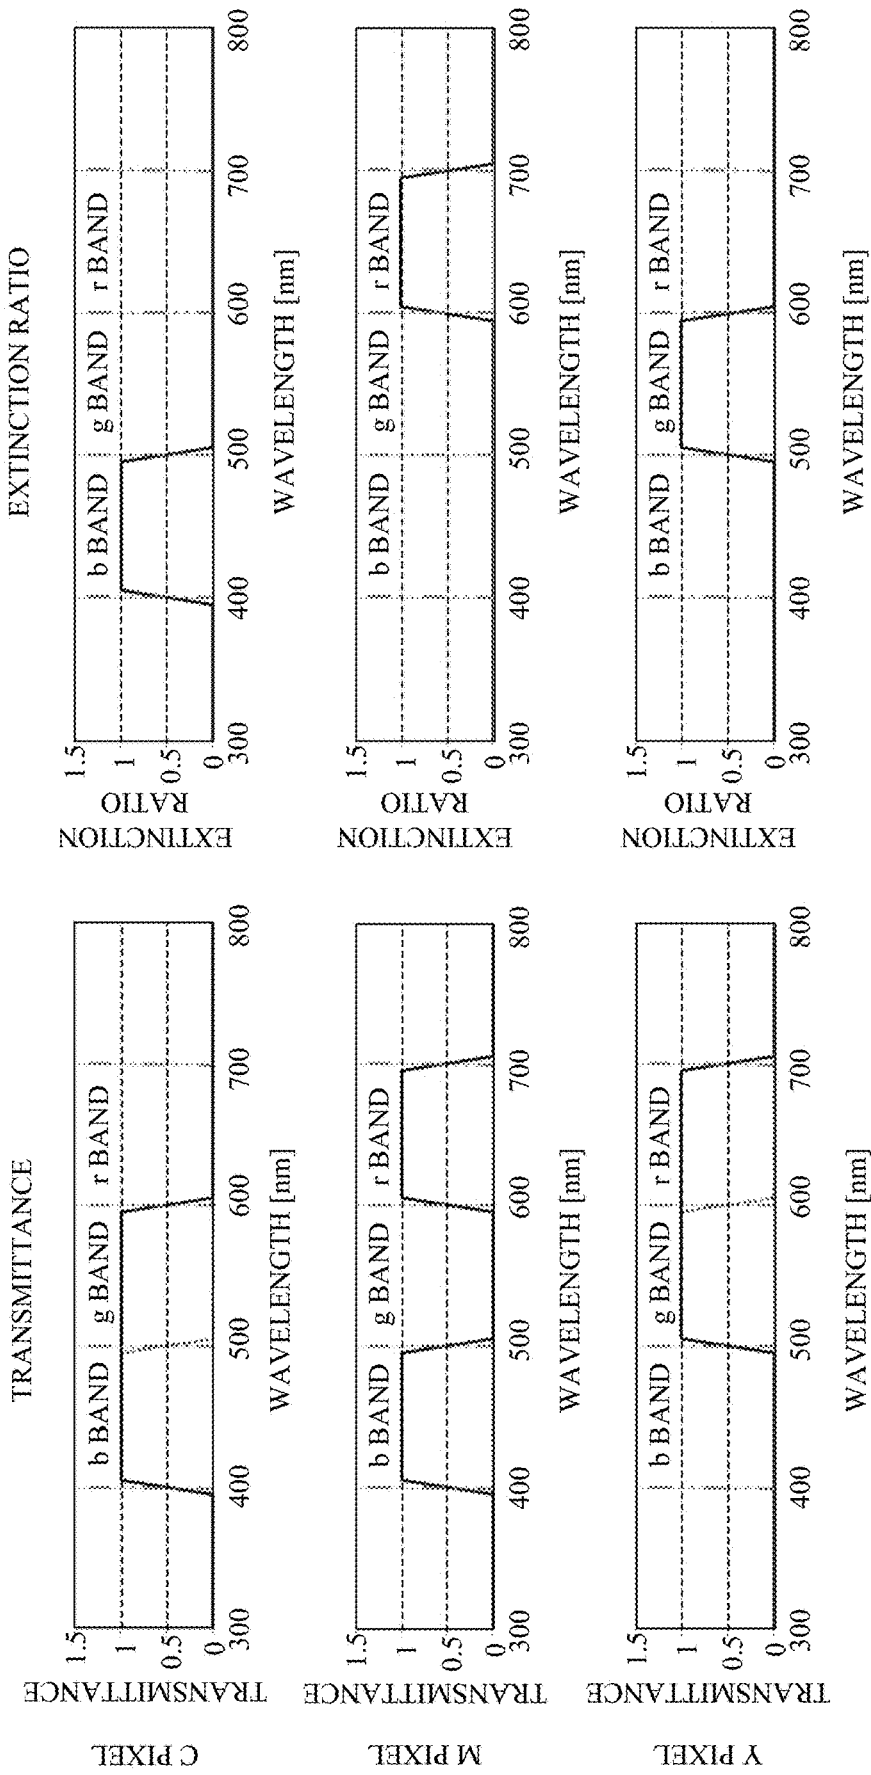 TRANSMITTANCE
EXTINCTION RATIO
C PIXEL
TRANSMITTANCE
1.5
1
0.5
0
b BAND g BAND r BAND
300 400 500 600 700 800
WAVELENGTH [nm]
EXTINCTION
RATIO
1.5
1
0.5
0
b BAND g BAND r BAND
300 400 500 600 700 800
WAVELENGTH [nm]
M PIXEL
TRANSMITTANCE
1.5
1
0.5
0
b BAND g BAND r BAND
300 400 500 600 700 800
WAVELENGTH [nm]
EXTINCTION
RATIO
1.5
1
0.5
0
b BAND g BAND r BAND
300 400 500 600 700 800
WAVELENGTH [nm]
Y PIXEL
TRANSMITTANCE
1.5
1
0.5
0
b BAND g BAND r BAND
300 400 500 600 700 800
WAVELENGTH [nm]
EXTINCTION
RATIO
1.5
1
0.5
0
b BAND g BAND r BAND
300 400 500 600 700 800
WAVELENGTH [nm]